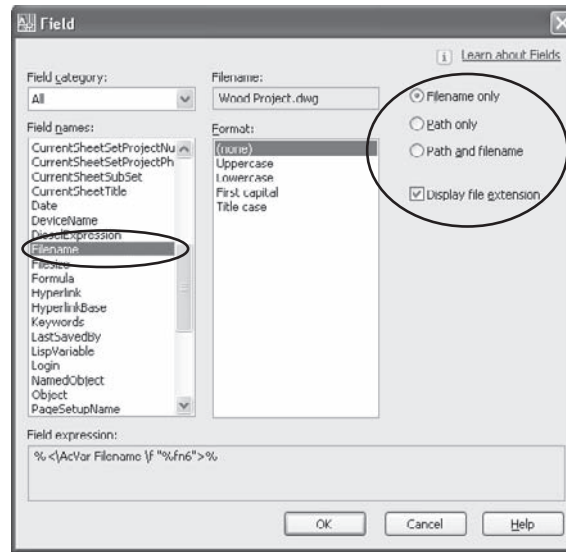 Field
Learn about Fields
Field category:
All
Field names:
CurrentSheetSetProjectNu
CurrentSheetSetProjectPh
CurrentSheetSubSet
CurrentSheetTitle
Date
DeviceName
DieselExpression
Filename
Filesize
Formula
Hyperlink
HyperlinkBase
Keywords
LastSavedBy
LispVariable
Login
NamedObject
Object
PageSetupName
Filename:
Wood Project.dwg
Format:
(none)
Uppercase
Lowercase
First capital
Title case
Filename only
Path only
Path and filename
Display file extension
Field expression:
%<\AcVar Filename \f "%fn6">%
OK
Cancel
Help